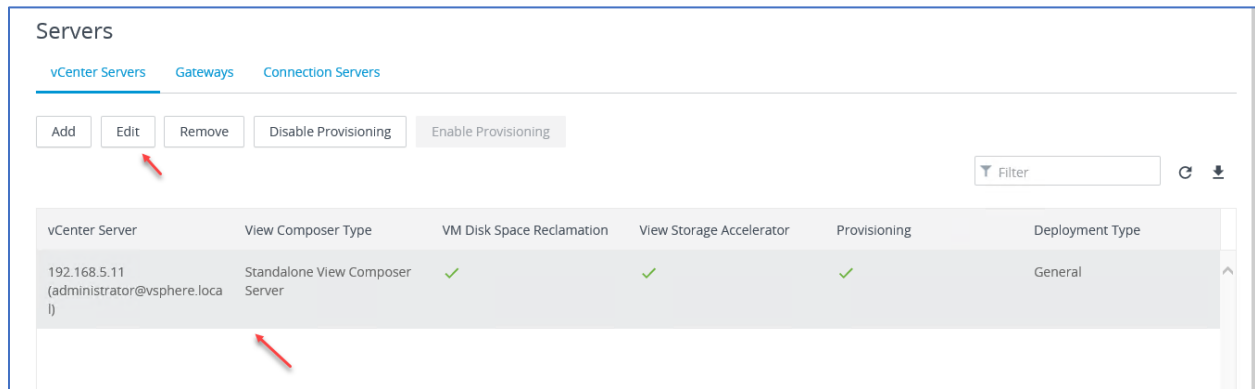 Servers
vCenter Servers Gateways Connection Servers
Add Edit Remove Disable Provisioning Enable Provisioning
Filter
vCenter Server View Composer Type VM Disk Space Reclamation View Storage Accelerator Provisioning Deployment Type
192.168.5.11 Standalone View Composer General
(administrator@vsphere.loca Server
l)